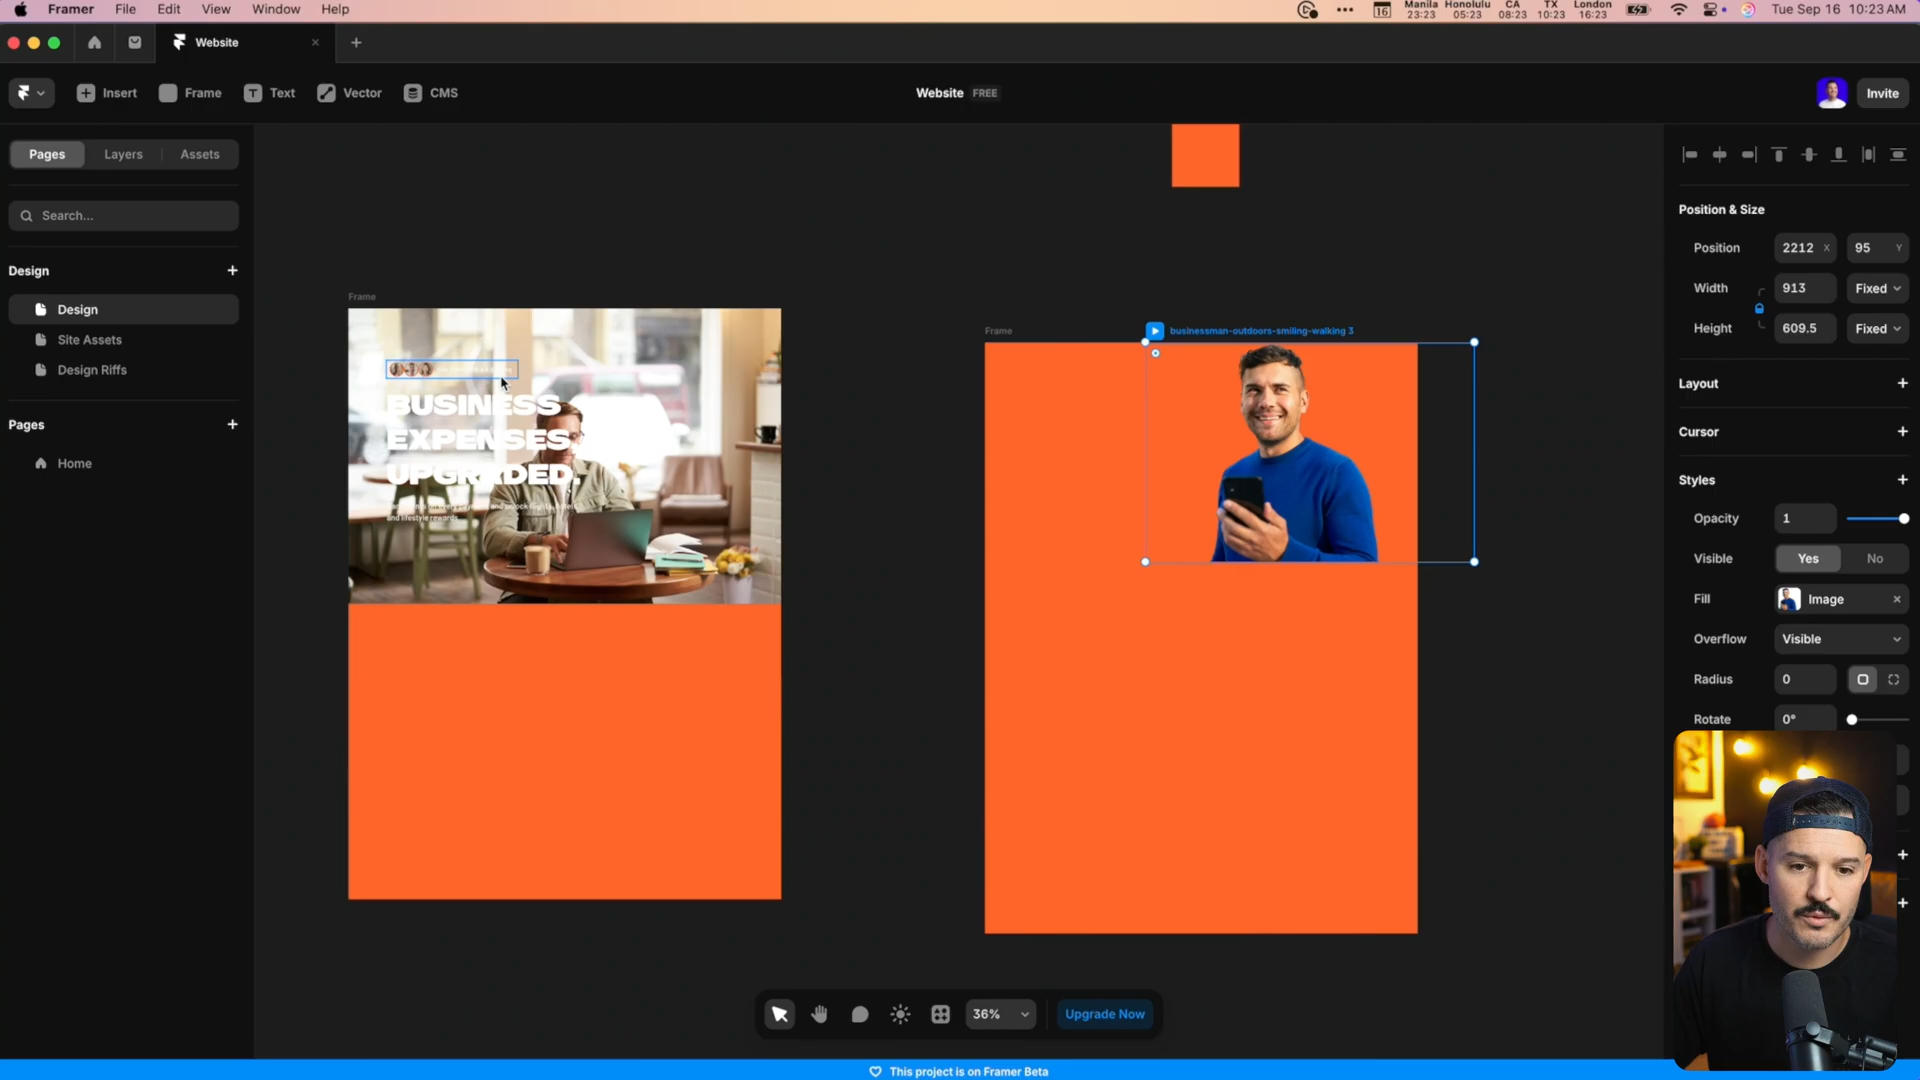 Framer File Edit View Window Help
16
Manila Honolulu CA TX London
23:23 05:23 08:23 10:23 16:23
Tue Sep 16 10:23 AM
Website
Insert Frame Text Vector CMS
Website FREE
Invite
Pages Layers Assets
Search...
Design
Design
Site Assets
Design Riffs
Pages
Home
Frame
BUSINESS
EXPENSES,
UPGRADED.
and lifestyle rewards
Frame
businessman-outdoors-smiling-walking 3
Position & Size
Position 2212 X 95 Y
Width 913 Fixed
Height 609.5 Fixed
Layout
Cursor
Styles
Opacity 1
Visible Yes No
Fill Image
Overflow Visible
Radius 0
Rotate 0°
36%
Upgrade Now
This project is on Framer Beta